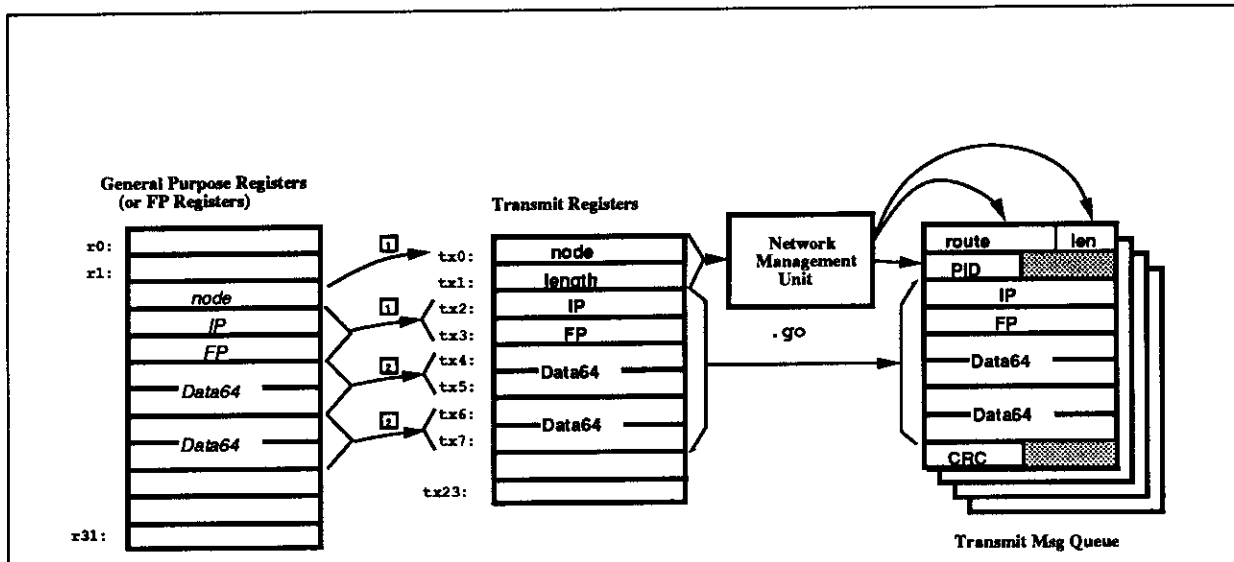 General Purpose Registers
(or FP Registers)
r0:
r1:
node
IP
FP
Data64
Data64
r31:
1
1
2
2
Transmit Registers
tx0:
tx1:
tx2:
tx3:
tx4:
tx5:
tx6:
tx7:
tx23:
node
length
IP
FP
Data64
Data64
Network
Management
Unit
.go
route len
PID
IP
FP
Data64
Data64
CRC
Transmit Msg Queue